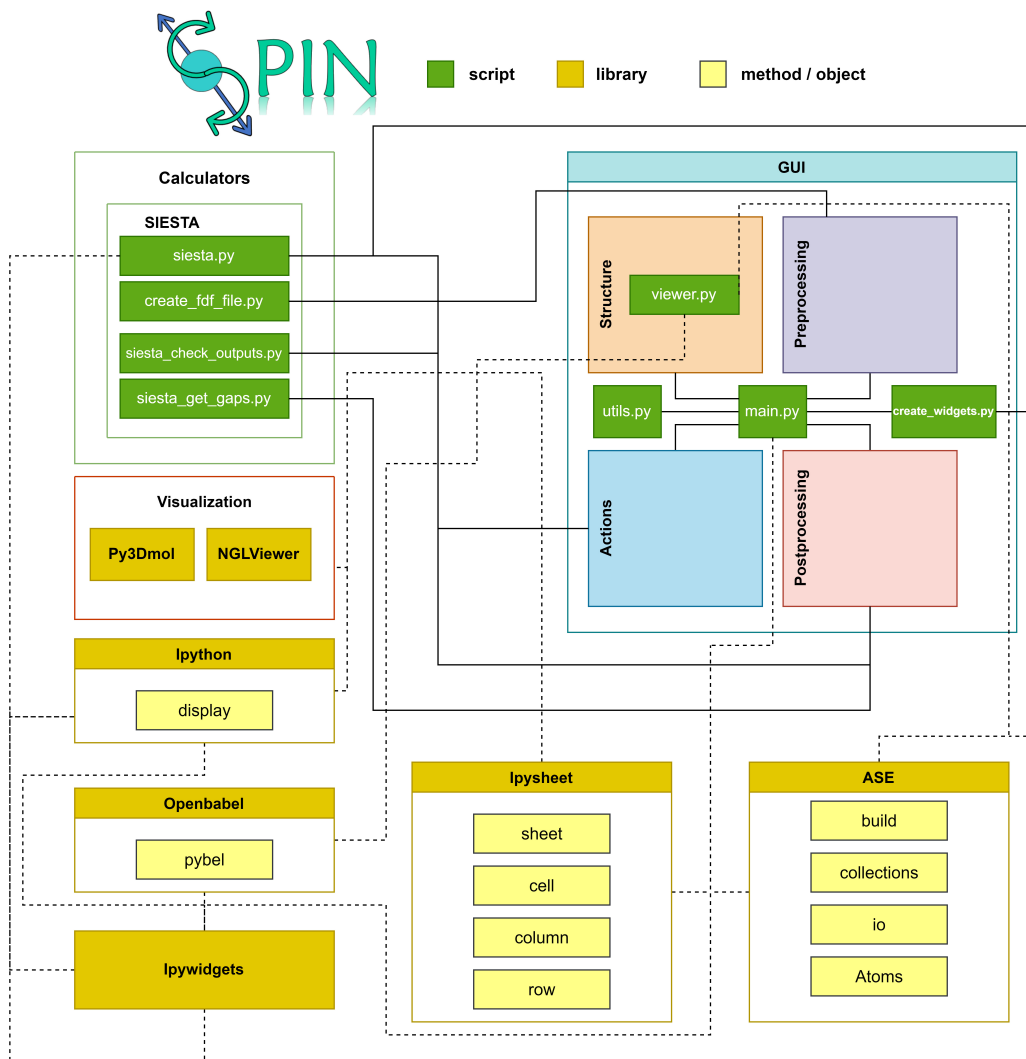 SPIN
script
library
method / object
Calculators
SIESTA
siesta.py
create_fdf_file.py
siesta_check_outputs.py
siesta_get_gaps.py
GUI
Structure
viewer.py
Preprocessing
utils.py
main.py
create_widgets.py
Actions
Postprocessing
Visualization
Py3Dmol
NGLViewer
Ipython
display
Openbabel
pybel
Ipywidgets
Ipysheet
sheet
cell
column
row
ASE
build
collections
io
Atoms